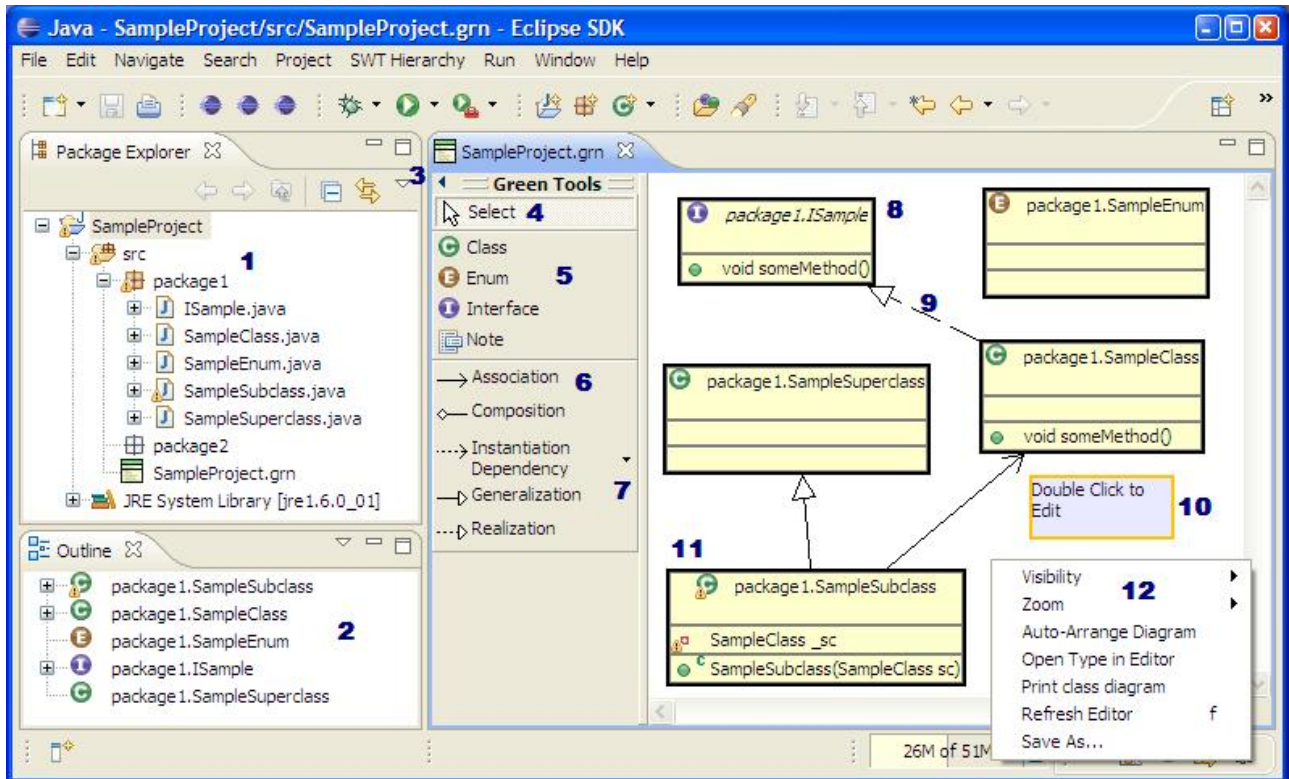 Java - SampleProject/src/SampleProject.grn - Eclipse SDK
File Edit Navigate Search Project SWT Hierarchy Run Window Help
Package Explorer
3
SampleProject
src
1
package1
ISample.java
SampleClass.java
SampleEnum.java
SampleSubclass.java
SampleSuperclass.java
package2
SampleProject.grn
JRE System Library [jre1.6.0_01]
Outline
package1.SampleSubclass
package1.SampleClass
package1.SampleEnum
2
package1.ISample
package1.SampleSuperclass
SampleProject.grn
Green Tools
Select 4
Class
Enum 5
Interface
Note
Association 6
Composition
Instantiation
Dependency
Generalization 7
Realization
package1.ISample 8
void someMethod()
package1.SampleEnum
9
package1.SampleClass
void someMethod()
package1.SampleSuperclass
Double Click to
Edit
10
11
package1.SampleSubclass
SampleClass _sc
SampleSubclass(SampleClass sc)
Visibility
12
Zoom
Auto-Arrange Diagram
Open Type in Editor
Print class diagram
Refresh Editor f
Save As...
26M of 51M